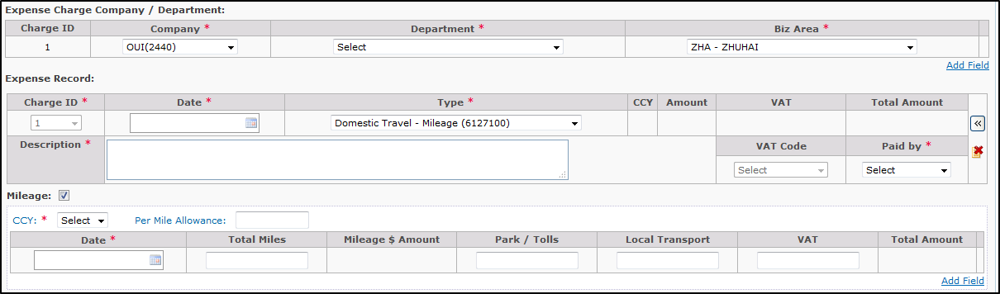 Expense Charge Company / Department:
Charge ID Company * Department * Biz Area *
1 OUI(2440) Select ZHA - ZHUHAI
Add Field
Expense Record:
Charge ID * Date * Type * CCY Amount VAT Total Amount
1 Domestic Travel - Mileage (6127100)
Description * VAT Code Paid by *
Select Select
Mileage:
CCY: * Select Per Mile Allowance:
Date * Total Miles Mileage $ Amount Park / Tolls Local Transport VAT Total Amount
Add Field